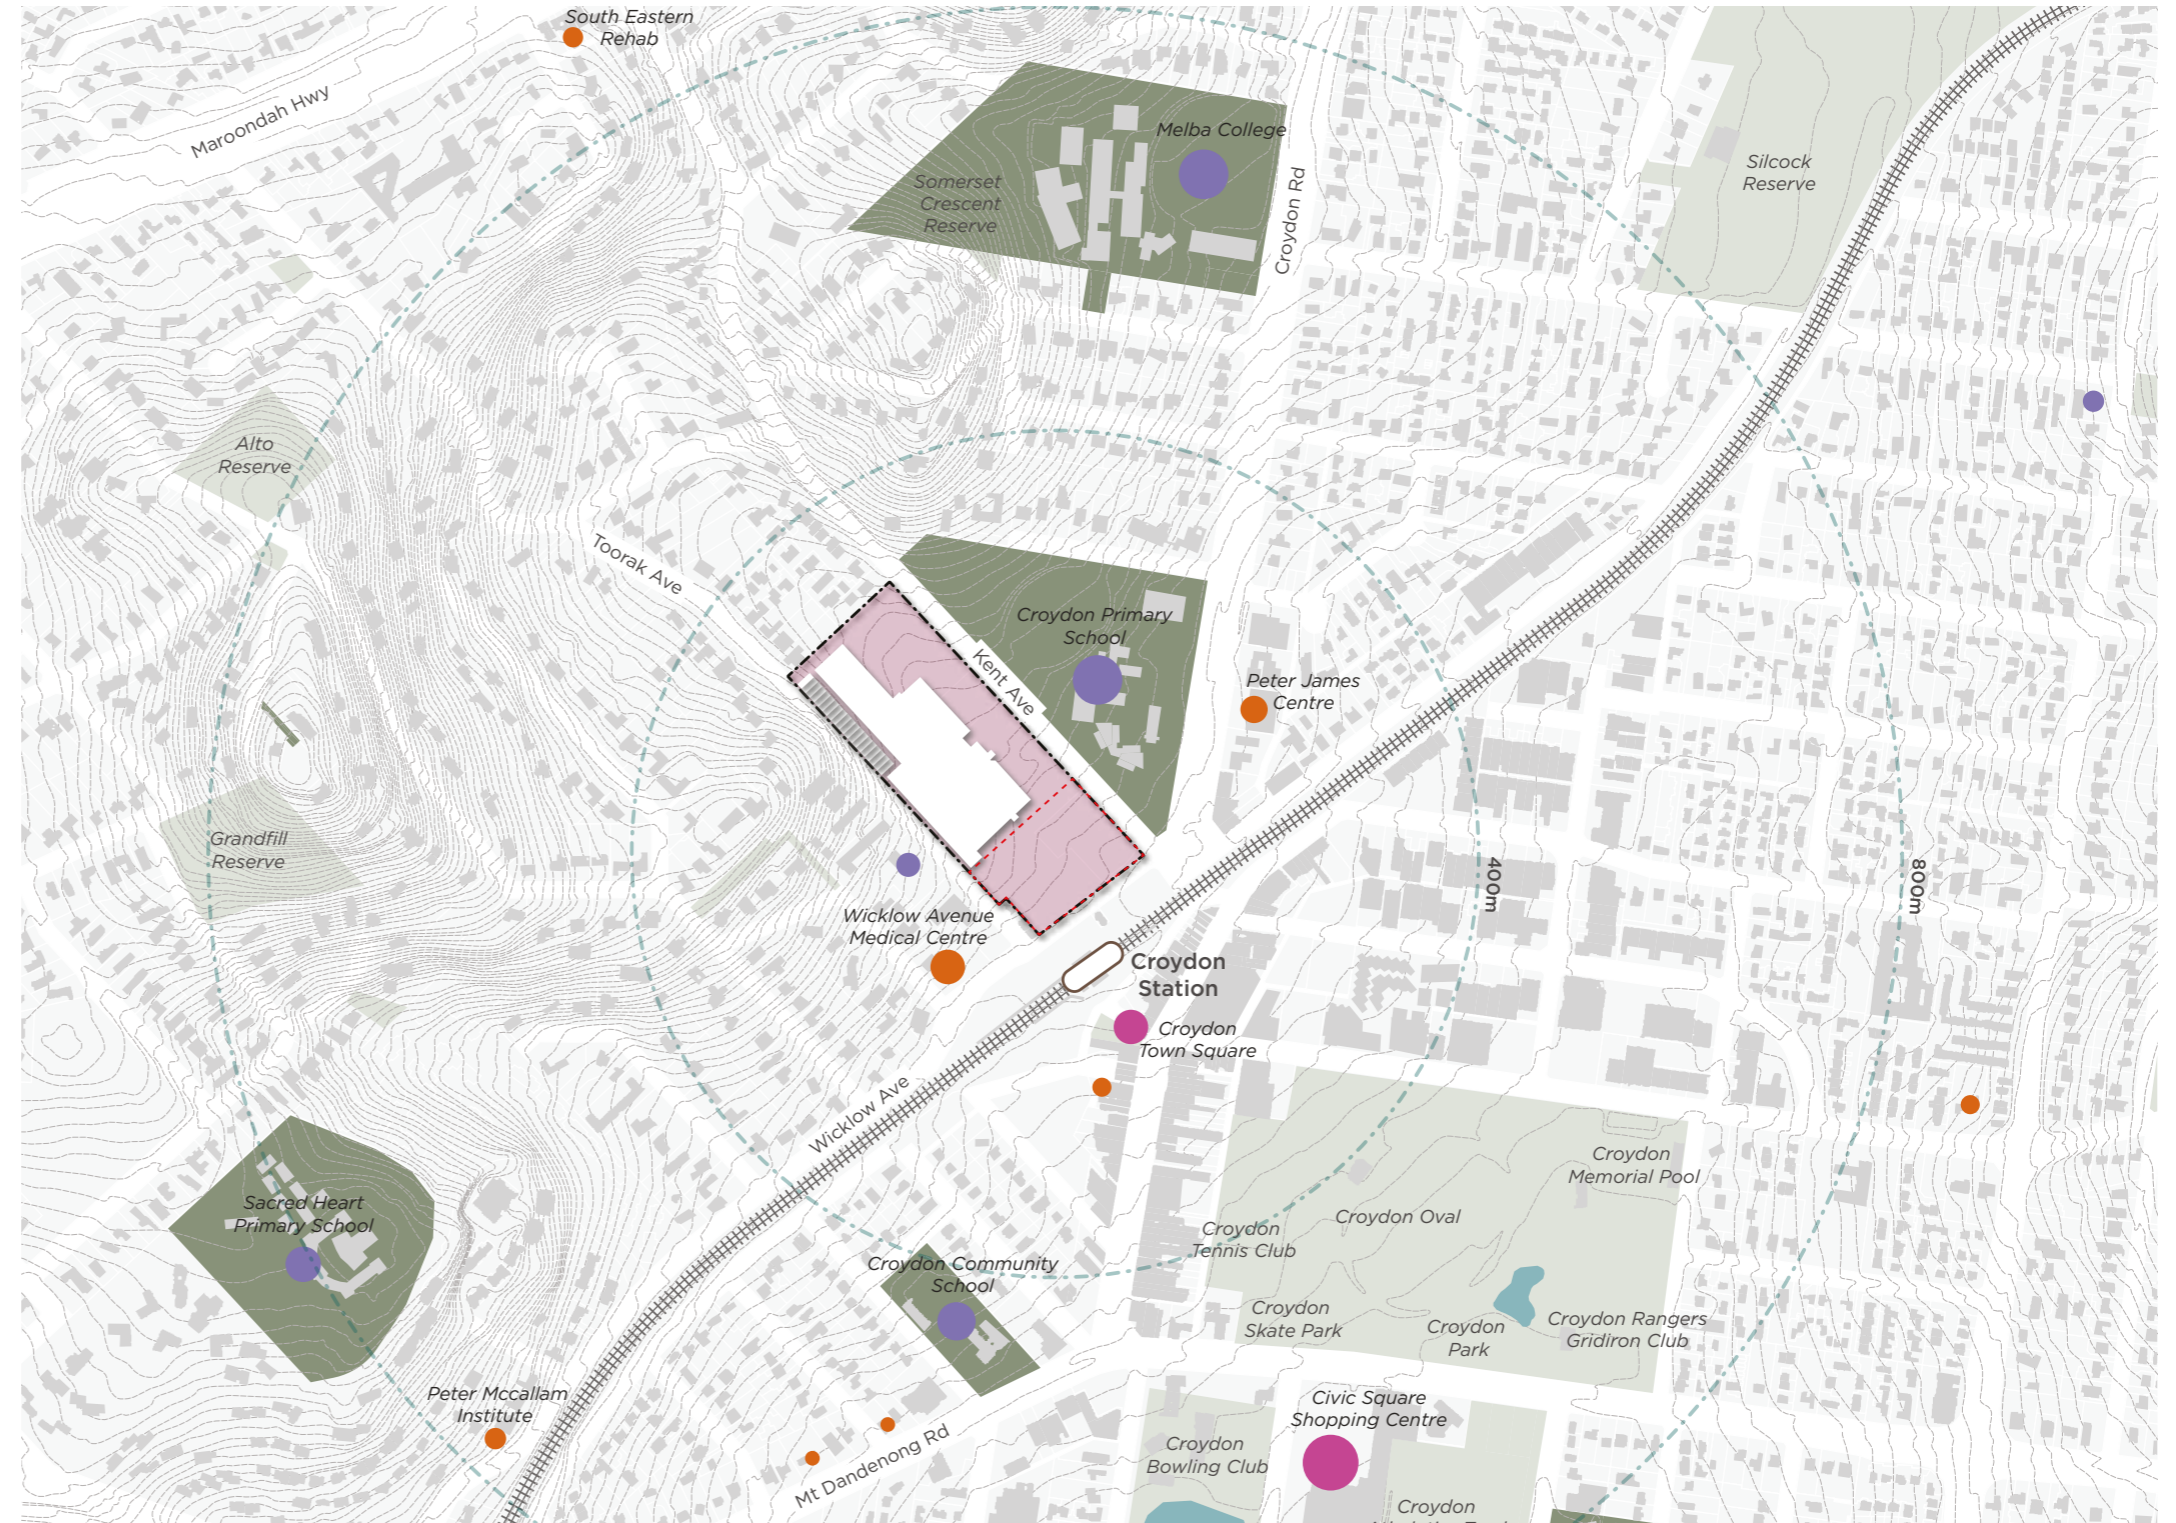 South Eastern
Rehab
Maroondah Hwy
Melba College
Somerset
Crescent
Reserve
Croydon Rd
Silcock
Reserve
Alto
Reserve
Toorak Ave
Croydon Primary
School
Kent Ave
Peter James
Centre
Grandfill
Reserve
400m
800m
Wicklow Avenue
Medical Centre
Croydon
Station
Croydon
Town Square
Wicklow Ave
Croydon
Memorial Pool
Sacred Heart
Primary School
Croydon Oval
Croydon
Tennis Club
Croydon Community
School
Croydon
Skate Park
Croydon
Park
Croydon Rangers
Gridiron Club
Peter Mccallam
Institute
Civic Square
Shopping Centre
Mt Dandenong Rd
Croydon
Bowling Club
Croydon